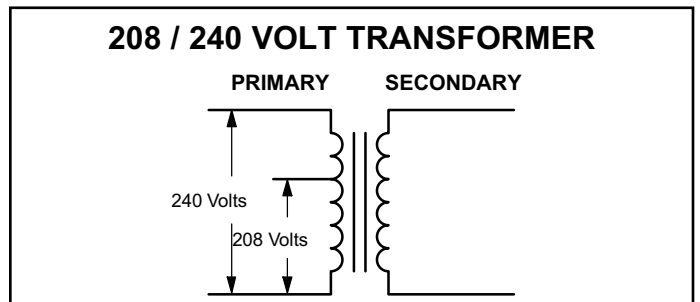 208 / 240 VOLT TRANSFORMER
PRIMARY SECONDARY
240 Volts
208 Volts